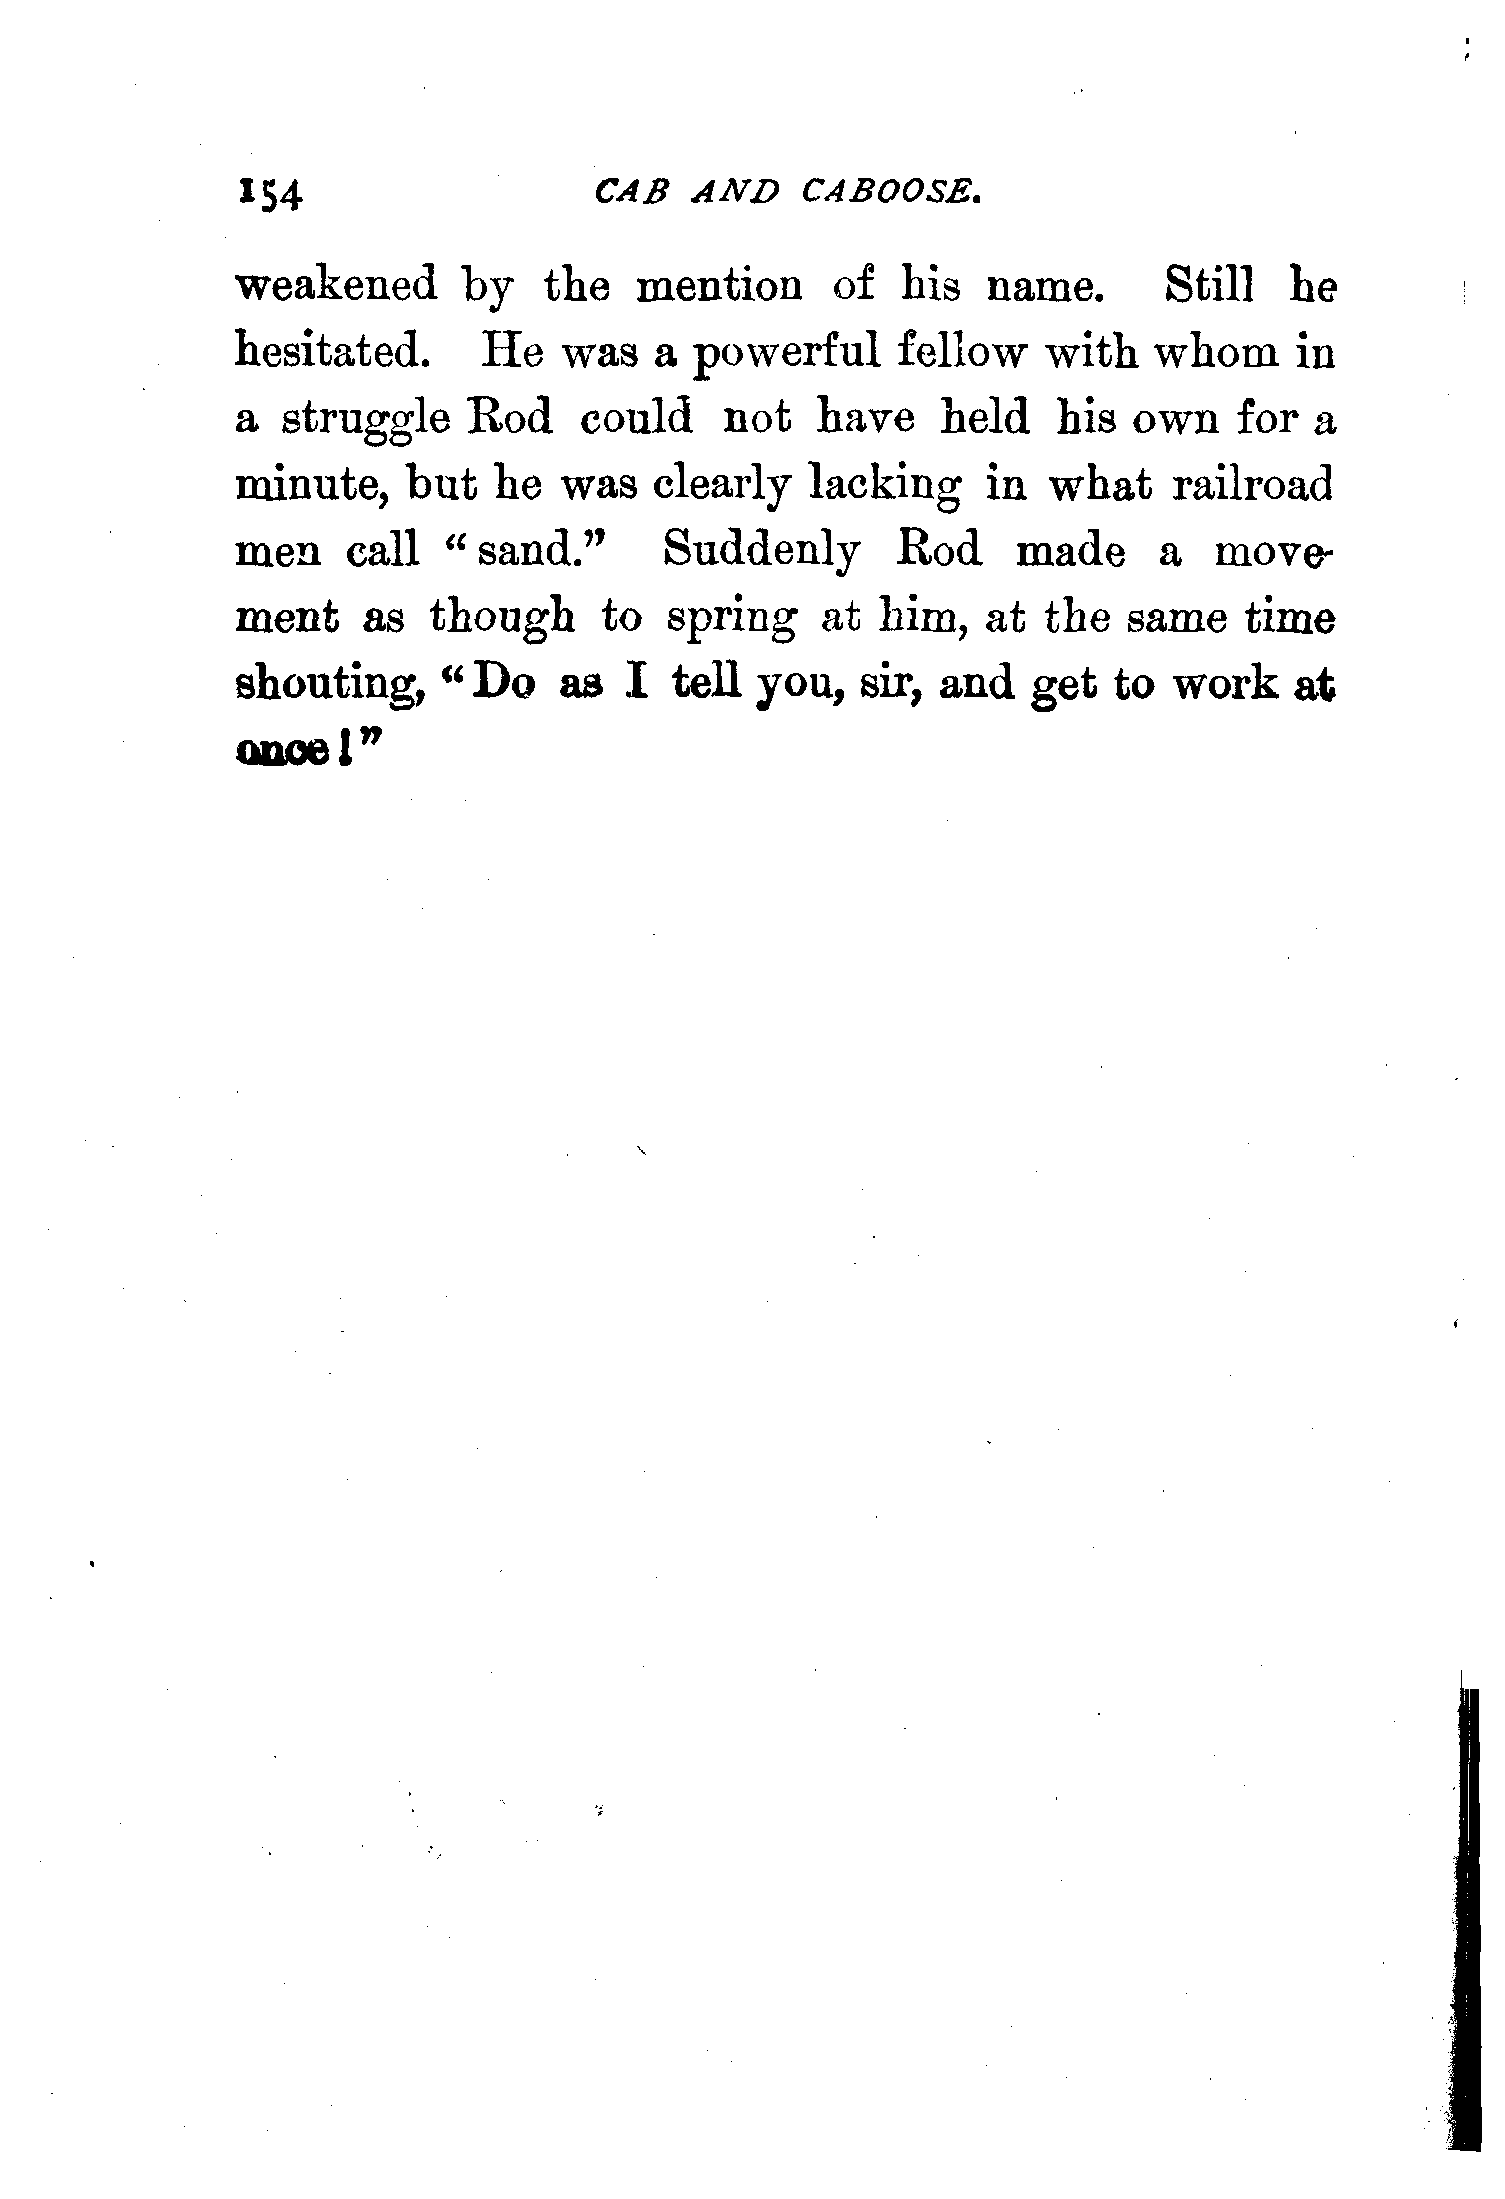 154 CAB AND CABOOSE.
weakened by the mention of his name. Still he
hesitated. He was a powerful fellow with whom in
a struggle Rod could not have held his own for a
minute, but he was clearly lacking in what railroad
men call “sand.” Suddenly Rod made a move-
ment as though to spring at him, at the same time
shouting, “Do as I tell you, sir, and get to work at
once!”